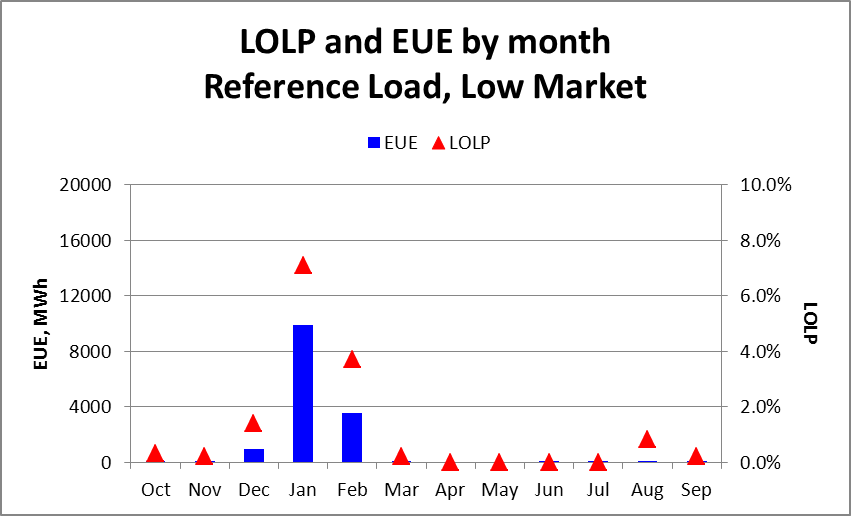 LOLP and EUE by month
Reference Load, Low Market
EUE LOLP
20000
16000
12000
8000
4000
0
EUE, MWh
10.0%
8.0%
6.0%
4.0%
2.0%
0.0%
LOLP
Oct Nov Dec Jan Feb Mar Apr May Jun Jul Aug Sep